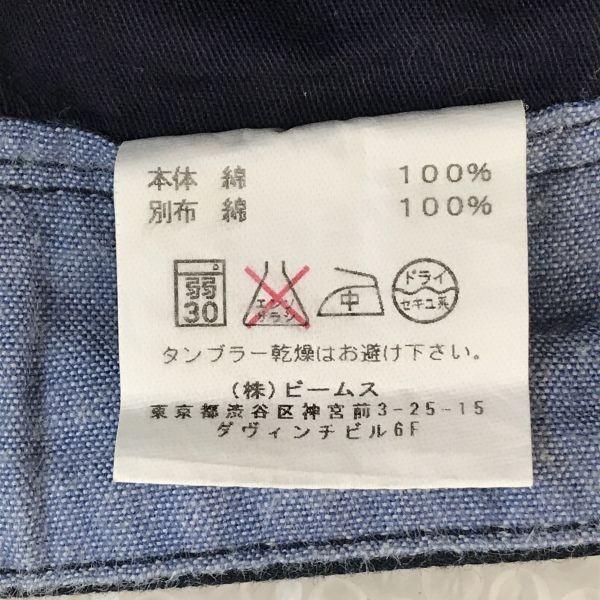 本体 綿 100%
別布 綿 100%
弱 30 エンソ サラシ 中 ドライ セキユ系
タンブラー乾燥はお避け下さい。
(株)ビームス
東京都渋谷区神宮前3-25-15
ダヴィンチビル6F